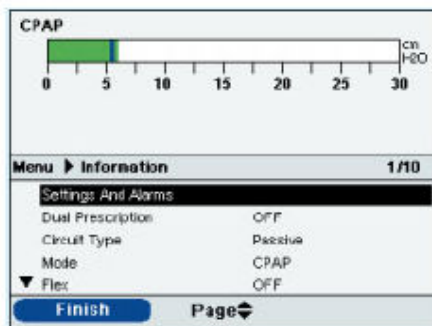 CPAP
cm
H2O
0 5 10 15 20 25 30
Menu ▶ Information 1/10
Settings And Alarms
Dual Prescription OFF
Circuit Type Passive
Mode CPAP
▼ Flex OFF
Finish Page